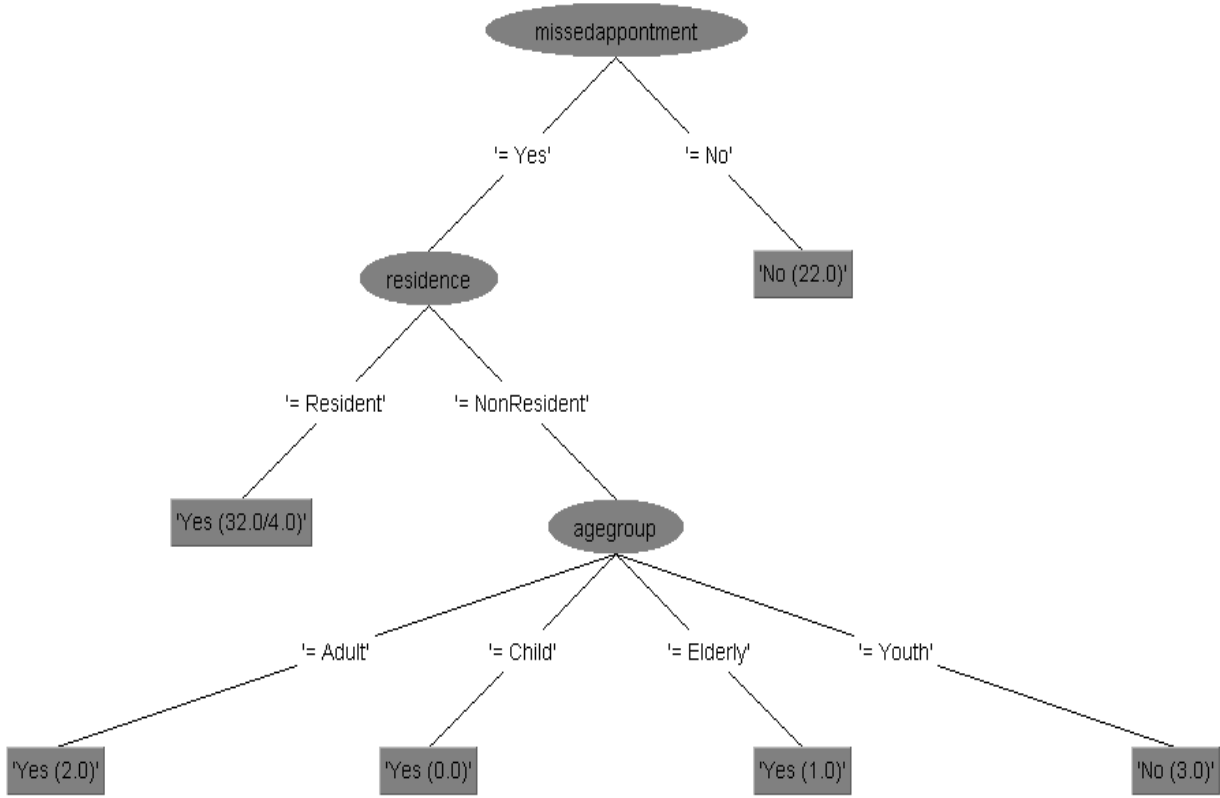 missedappontment
'= Yes'
'= No'
residence
'No (22.0)'
'= Resident'
'= NonResident'
'Yes (32.0/4.0)'
agegroup
'= Adult'
'= Child'
'= Elderly'
'= Youth'
'Yes (2.0)'
'Yes (0.0)'
'Yes (1.0)'
'No (3.0)'